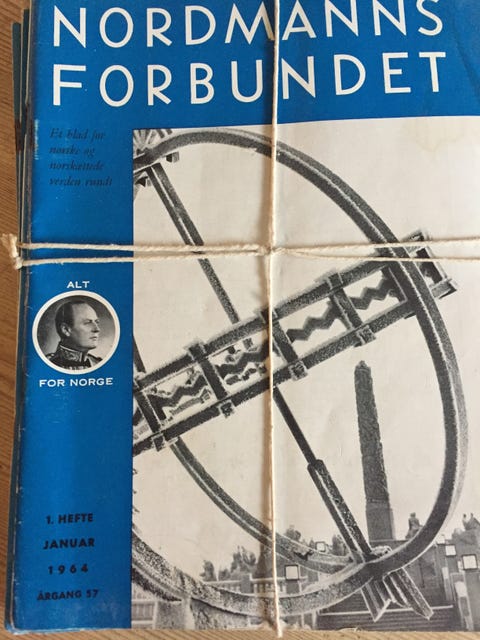 NORDMANNS
FORBUNDET
Et blad for
norske og
norskættede
verden rundt
ALT
FOR NORGE
1. HEFTE
JANUAR
1964
ÅRGANG 57